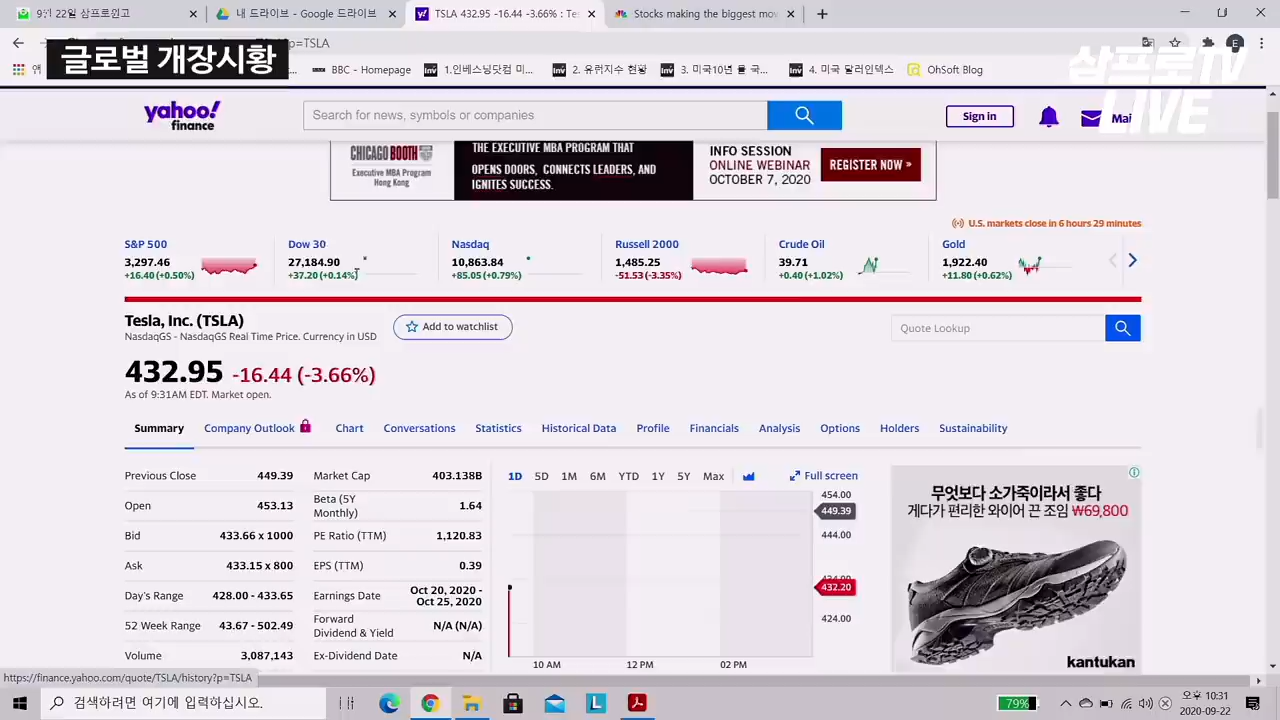 22일 삼프로인
내 드라이브 - Google 드라이브
TSLA 432.95 -16.44 -3.66% : Te
Stocks making the biggest mo
?p=TSLA
글로벌 개장시황
BBC - Homepage
1.인베스팅닷컴 미...
2. 유럽지수 현황
3. 미국10년 물 국...
4. 미국 달러인덱스
OhSoft Blog
삼프로TV
LIVE
yahoo!
finance
Search for news, symbols or companies
Sign in
Mai
CHICAGO BOOTH
Executive MBA Program
Hong Kong
THE EXECUTIVE MBA PROGRAM THAT
OPENS DOORS, CONNECTS LEADERS, AND
IGNITES SUCCESS.
INFO SESSION
ONLINE WEBINAR
OCTOBER 7, 2020
REGISTER NOW »
U.S. markets close in 6 hours 29 minutes
S&P 500
3,297.46
+16.40 (+0.50%)
Dow 30
27,184.90
+37.20 (+0.14%)
Nasdaq
10,863.84
+85.05 (+0.79%)
Russell 2000
1,485.25
-51.53 (-3.35%)
Crude Oil
39.71
+0.40 (+1.02%)
Gold
1,922.40
+11.80 (+0.62%)
Tesla, Inc. (TSLA)
NasdaqGS - NasdaqGS Real Time Price. Currency in USD
Add to watchlist
Quote Lookup
432.95 -16.44 (-3.66%)
As of 9:31AM EDT. Market open.
Summary Company Outlook Chart Conversations Statistics Historical Data Profile Financials Analysis Options Holders Sustainability
Previous Close 449.39
Open 453.13
Bid 433.66 x 1000
Ask 433.15 x 800
Day's Range 428.00 - 433.65
52 Week Range 43.67 - 502.49
Volume 3,087,143
Market Cap 403.138B
Beta (5Y
Monthly) 1.64
PE Ratio (TTM) 1,120.83
EPS (TTM) 0.39
Earnings Date Oct 20, 2020 -
Oct 25, 2020
Forward
Dividend & Yield N/A (N/A)
Ex-Dividend Date N/A
1D 5D 1M 6M YTD 1Y 5Y Max
Full screen
454.00
449.39
444.00
434.00
432.20
424.00
10 AM 12 PM 02 PM
무엇보다 소가죽이라서 좋다
게다가 편리한 와이어 끈 조임 ₩69,800
kantukan
https://finance.yahoo.com/quote/TSLA/history?p=TSLA
검색하려면 여기에 입력하십시오.
79%
오후 10:31
2020-09-22